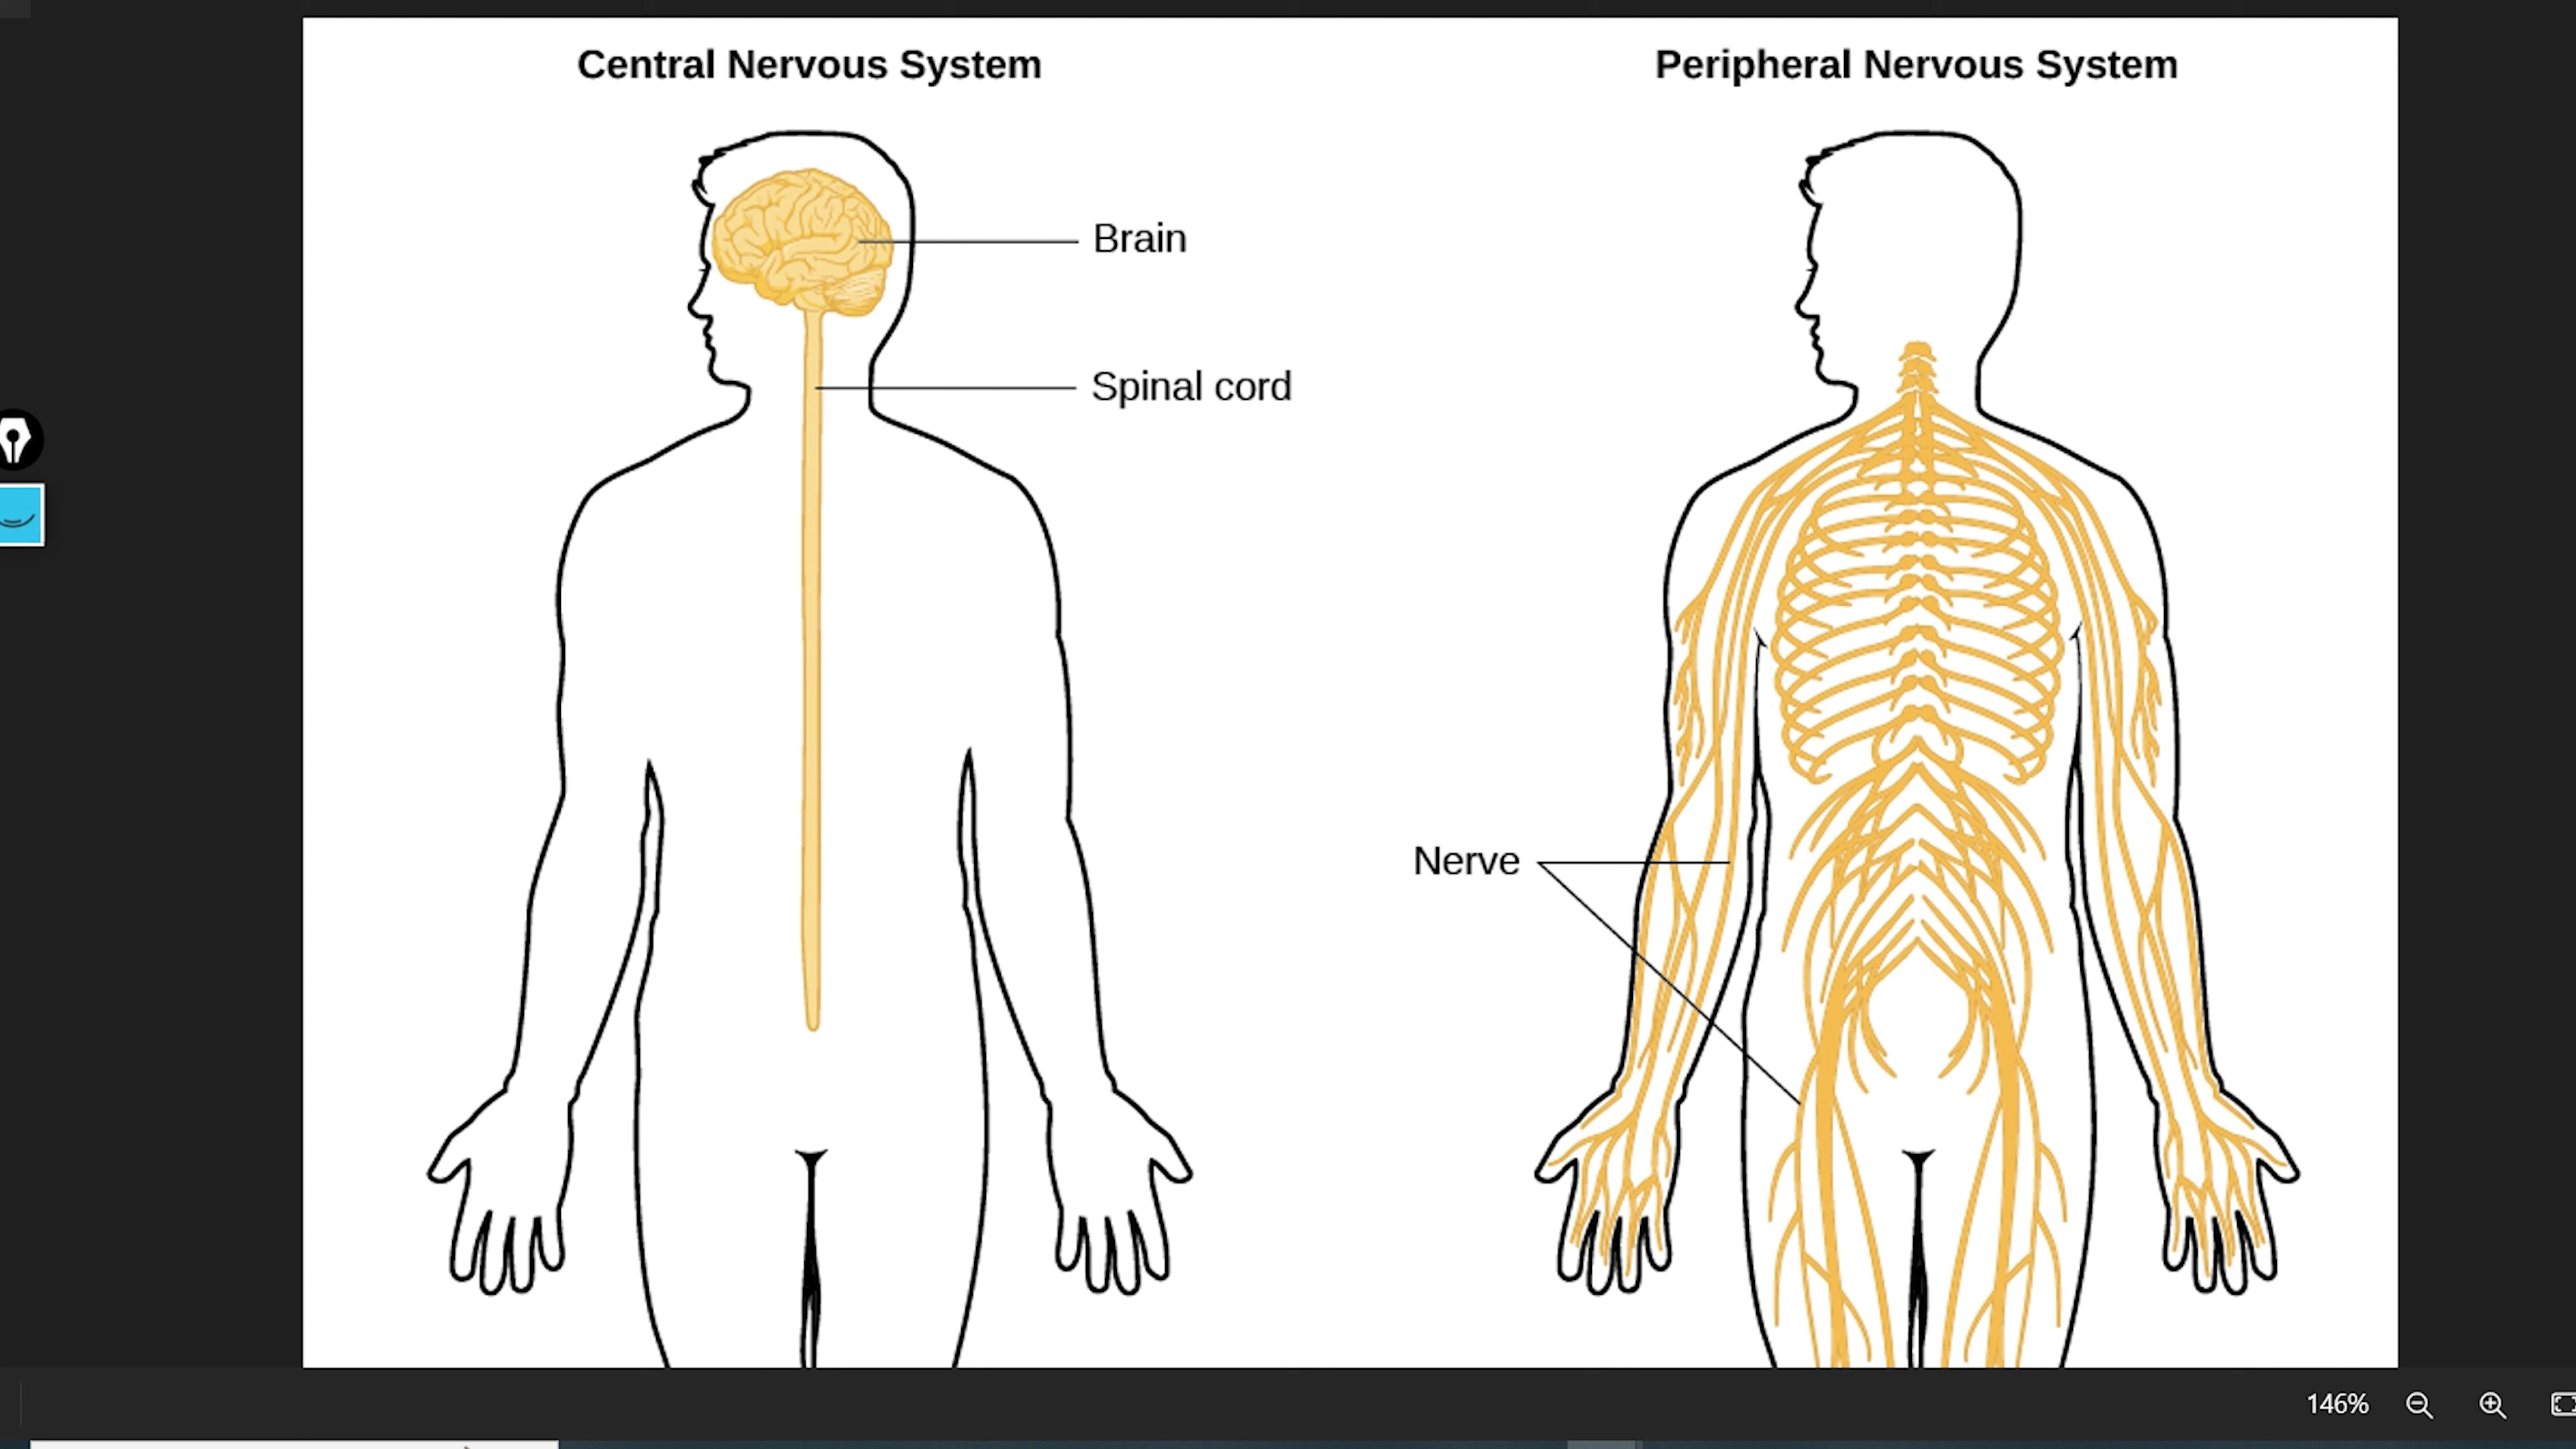 Central Nervous System
Peripheral Nervous System
Brain
Spinal cord
Nerve
146%